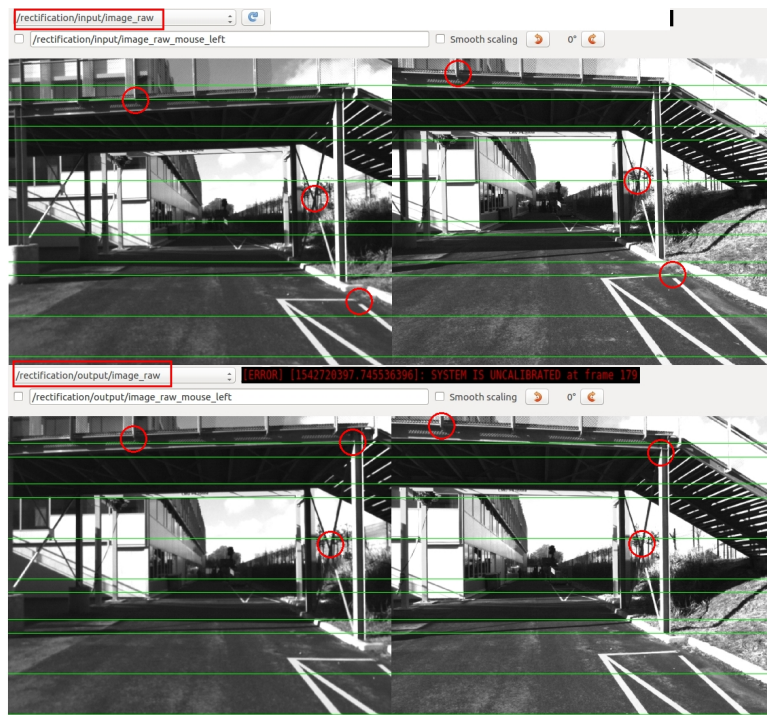 /rectification/input/image_raw
/rectification/input/image_raw_mouse_left
Smooth scaling
0°
/rectification/output/image_raw
[ERROR] [1542720397.745536396]: SYSTEM IS UNCALIBRATED at frame 179
/rectification/output/image_raw_mouse_left
Smooth scaling
0°